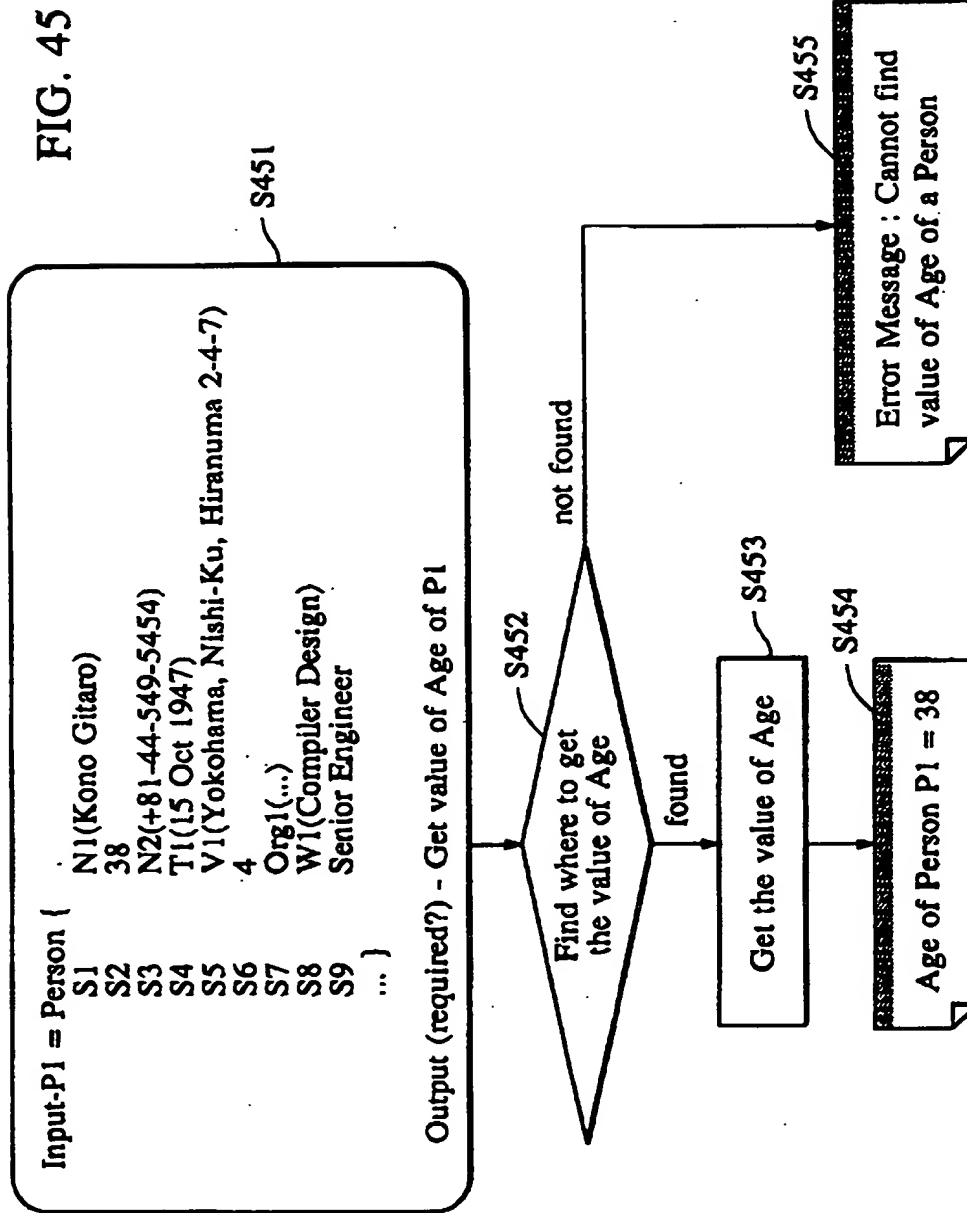 FIG. 45
S451
Input-P1 = Person {
S1 N1(Kono Gitaro)
S2 38
S3 N2(+81-44-549-5454)
S4 T1(15 Oct 1947)
S5 V1(Yokohama, Nishi-Ku, Hiranuma 2-4-7)
S6 4
S7 Org1(...)
S8 W1(Compiler Design)
S9 Senior Engineer
... }
Output (required?) - Get value of Age of P1
S452
Find where to get
the value of Age
not found
found
S453
Get the value of Age
S454
Age of Person P1 = 38
S455
Error Message : Cannot find
value of Age of a Person